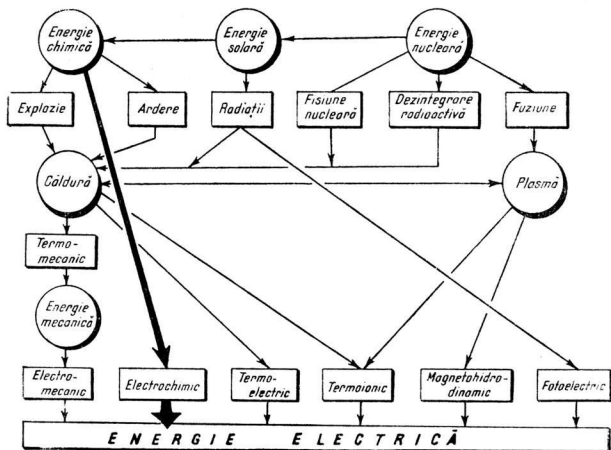 Energie
chimică
Energie
solară
Energie
nucleară
Explozie
Ardere
Radiații
Fisiune
nucleară
Dezintegrare
radioactivă
Fuziune
Căldură
Plasmă
Termo-
mecanic
Energie
mecanică
Electro-
mecanic
Electrochimic
Termo-
electric
Termoionic
Magnetohidro-
dinamic
Fotoelectric
ENERGIE ELECTRICĂ